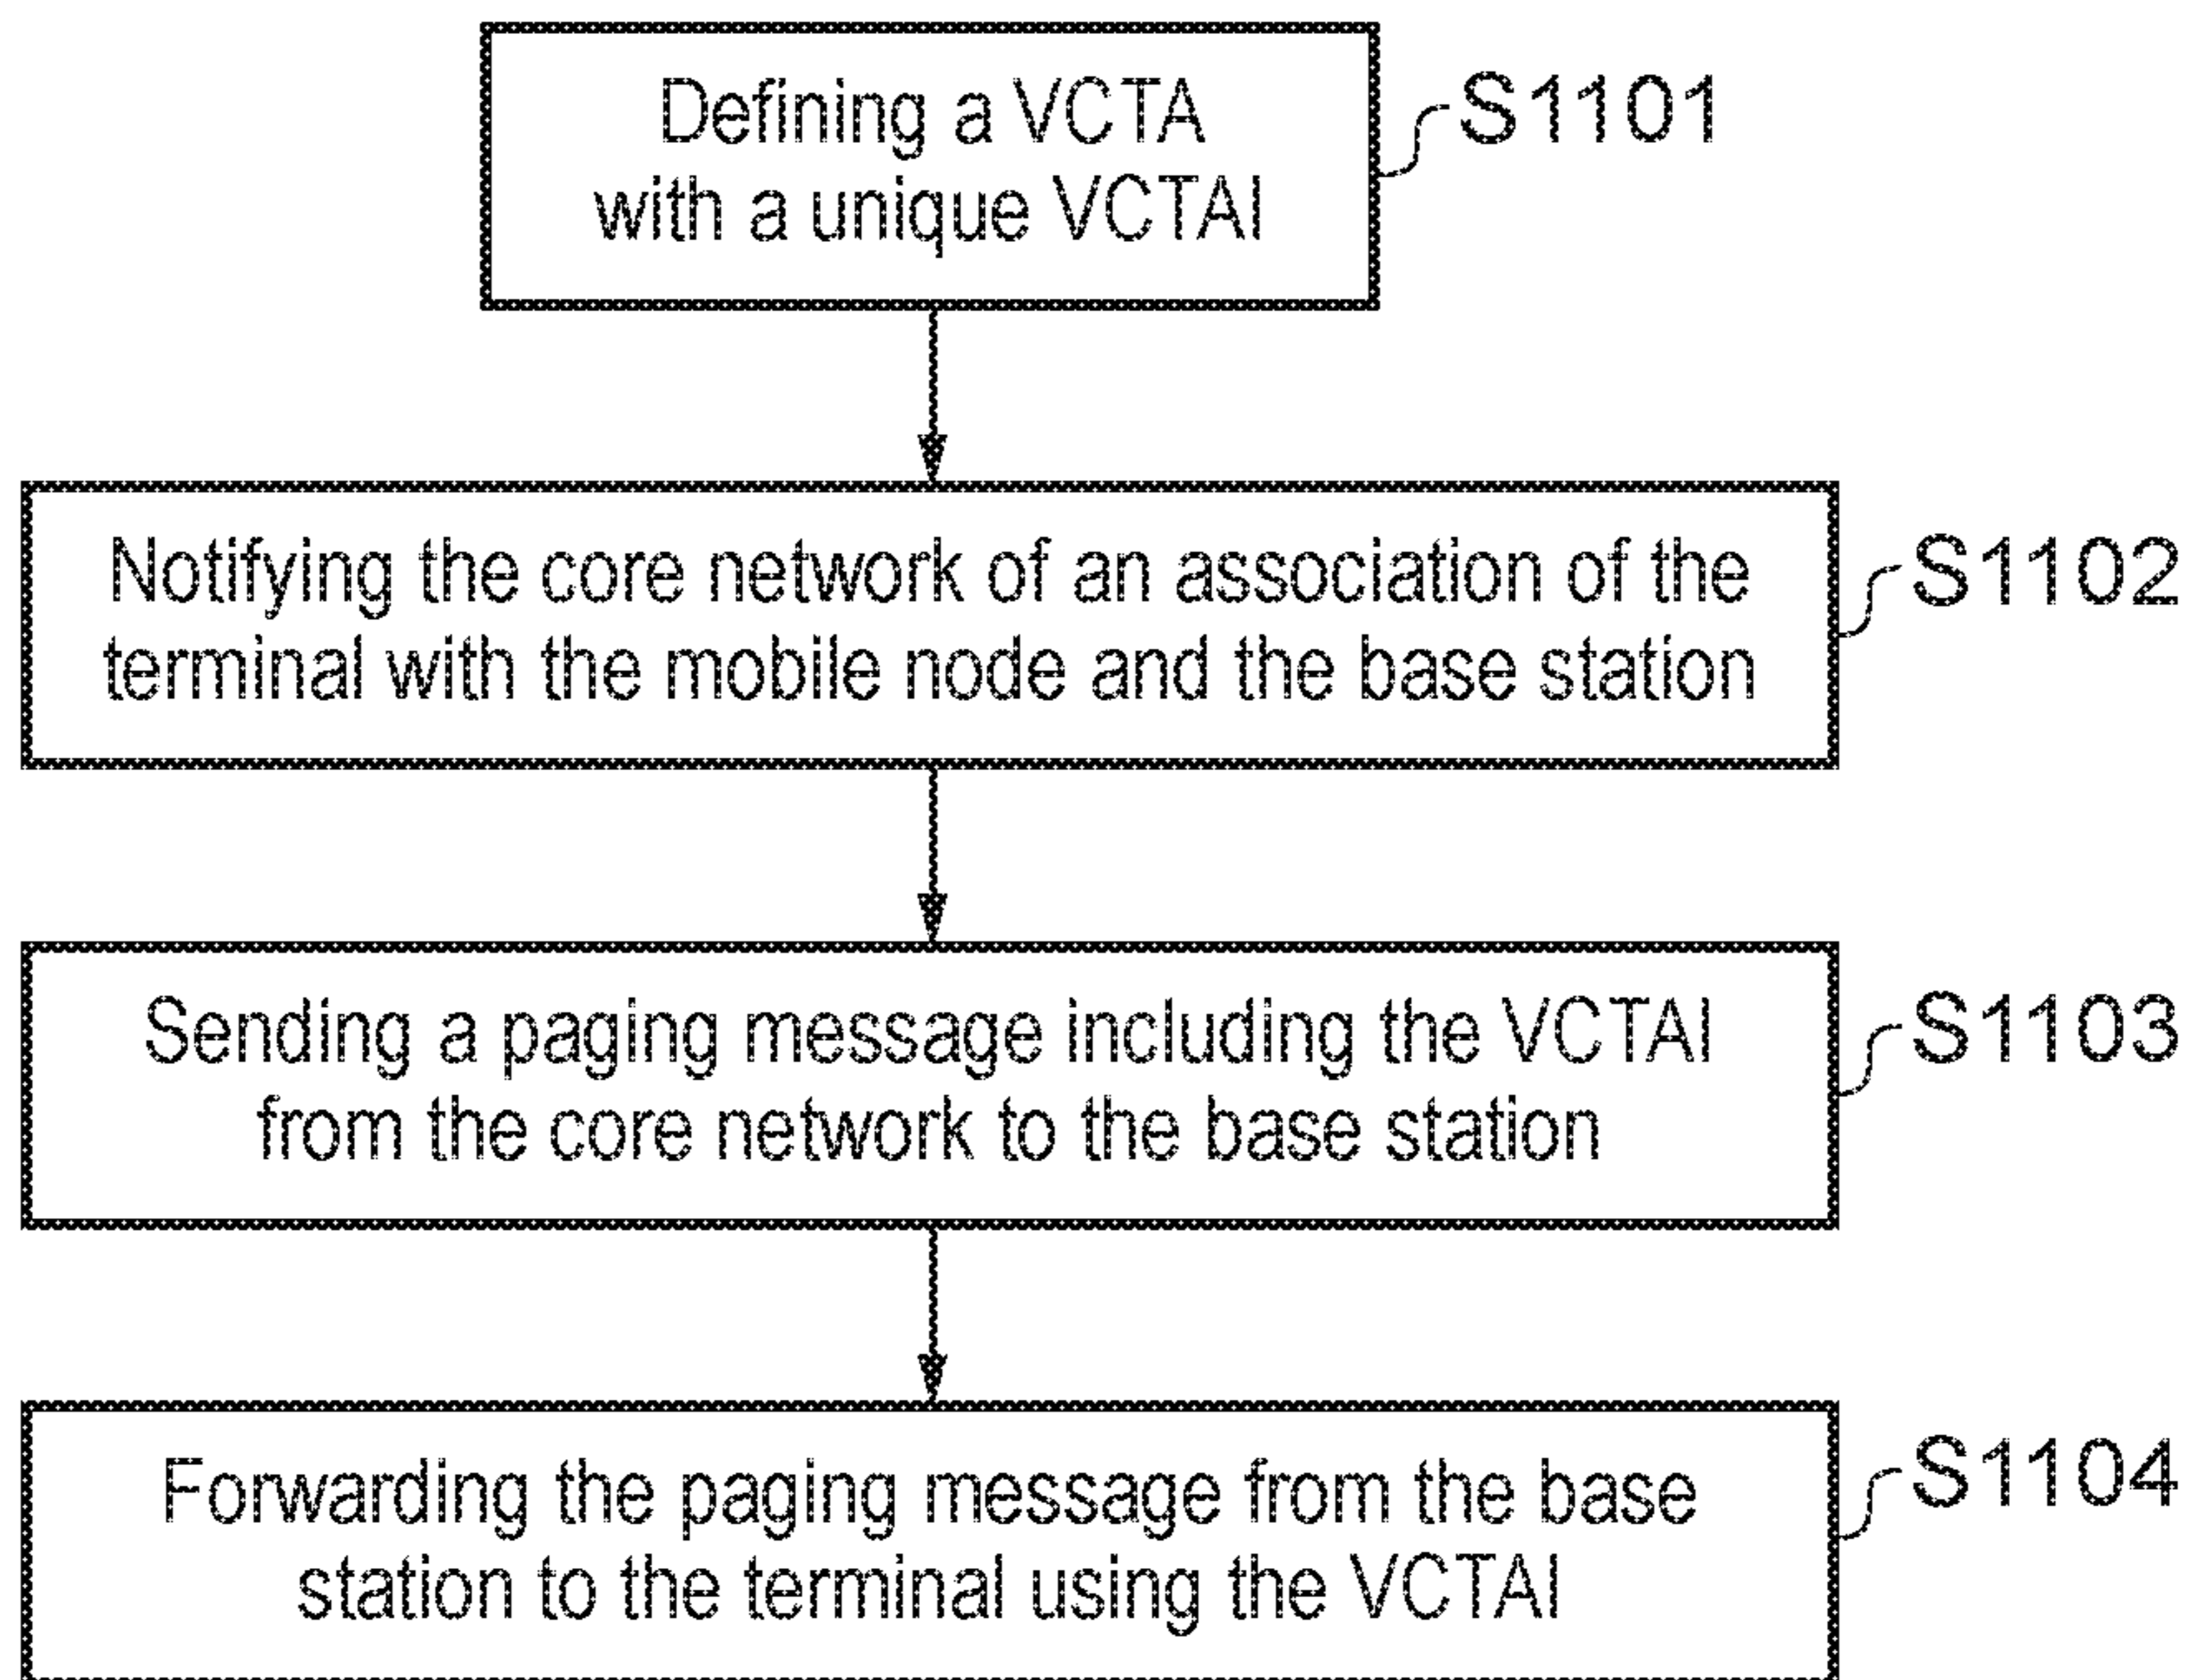 Defining a VCTA
with a unique VCTAI
S1101
Notifying the core network of an association of the
terminal with the mobile node and the base station
S1102
Sending a paging message including the VCTAI
from the core network to the base station
S1103
Forwarding the paging message from the base
station to the terminal using the VCTAI
S1104